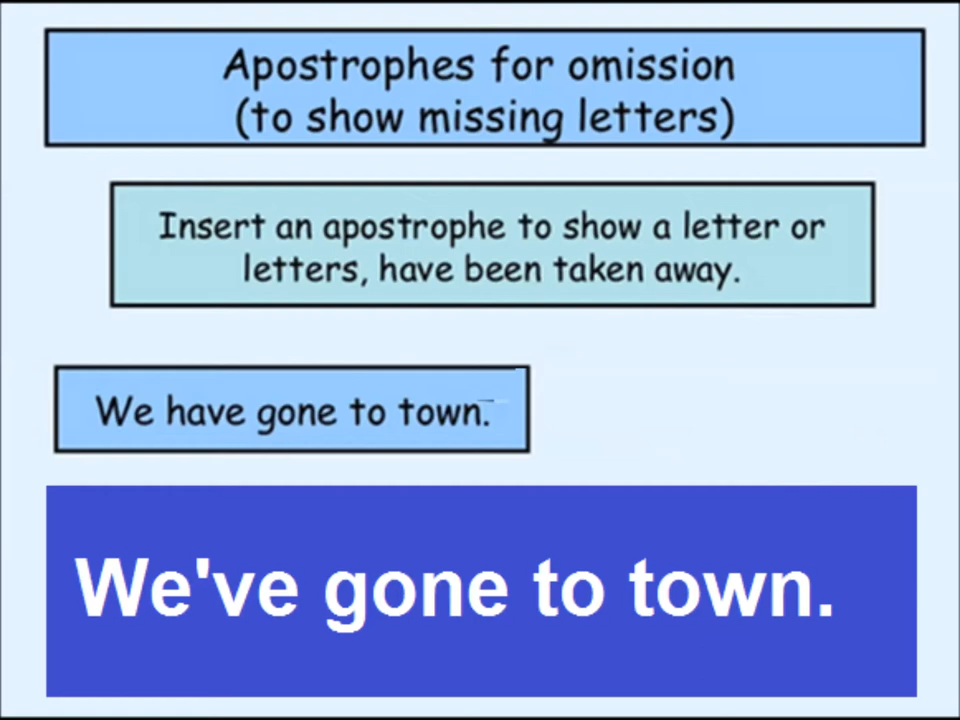 Apostrophes for omission
(to show missing letters)
Insert an apostrophe to show a letter or
letters, have been taken away.
We have gone to town.
We've gone to town.